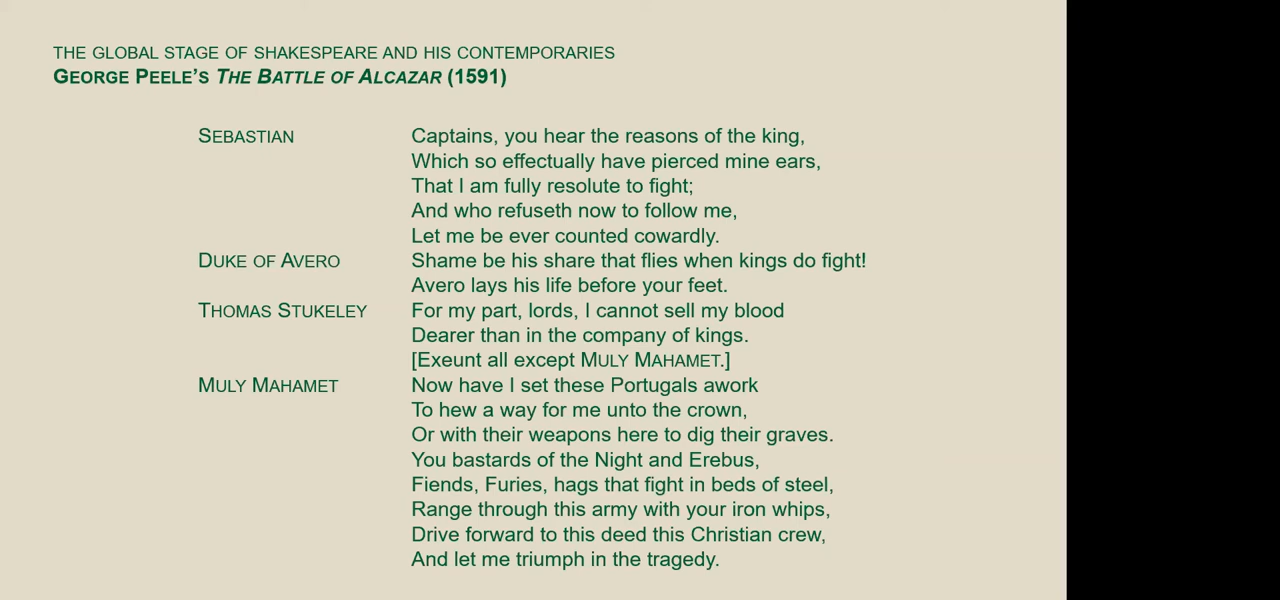 THE GLOBAL STAGE OF SHAKESPEARE AND HIS CONTEMPORARIES
GEORGE PEELE'S THE BATTLE OF ALCAZAR (1591)
SEBASTIAN Captains, you hear the reasons of the king,
Which so effectually have pierced mine ears,
That I am fully resolute to fight;
And who refuseth now to follow me,
Let me be ever counted cowardly.
DUKE OF AVERO Shame be his share that flies when kings do fight!
Avero lays his life before your feet.
THOMAS STUKELEY For my part, lords, I cannot sell my blood
Dearer than in the company of kings.
[Exeunt all except MULY MAHAMET.]
MULY MAHAMET Now have I set these Portugals awork
To hew a way for me unto the crown,
Or with their weapons here to dig their graves.
You bastards of the Night and Erebus,
Fiends, Furies, hags that fight in beds of steel,
Range through this army with your iron whips,
Drive forward to this deed this Christian crew,
And let me triumph in the tragedy.